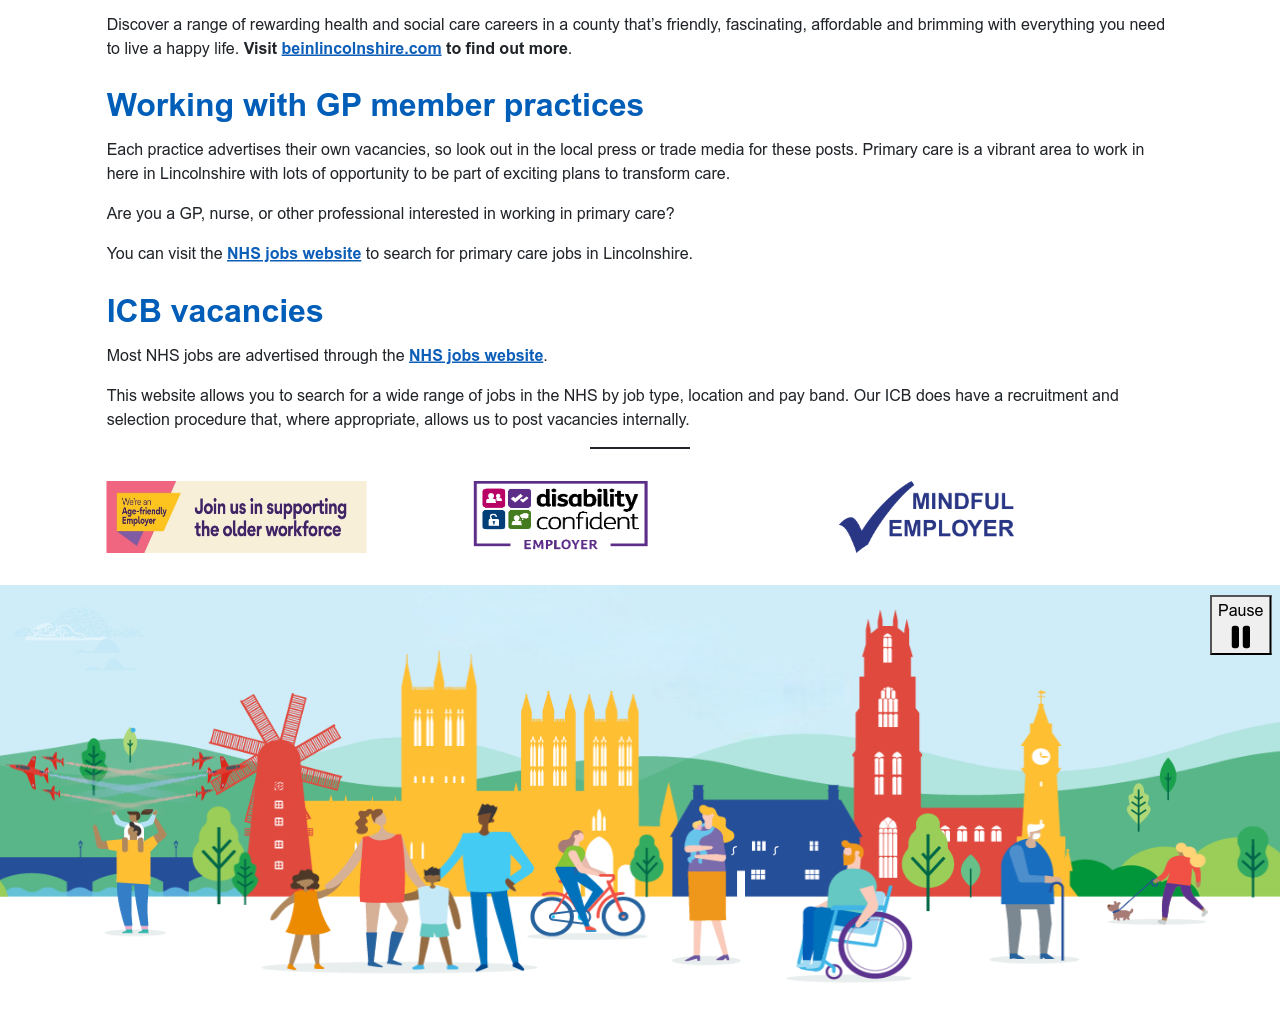 Discover a range of rewarding health and social care careers in a county that’s friendly, fascinating, affordable and brimming with everything you need
to live a happy life. Visit beinlincolnshire.com to find out more.
Working with GP member practices
Each practice advertises their own vacancies, so look out in the local press or trade media for these posts. Primary care is a vibrant area to work in
here in Lincolnshire with lots of opportunity to be part of exciting plans to transform care.
Are you a GP, nurse, or other professional interested in working in primary care?
You can visit the NHS jobs website to search for primary care jobs in Lincolnshire.
ICB vacancies
Most NHS jobs are advertised through the NHS jobs website.
This website allows you to search for a wide range of jobs in the NHS by job type, location and pay band. Our ICB does have a recruitment and
selection procedure that, where appropriate, allows us to post vacancies internally.
We're an
Age-friendly
Employer
Join us in supporting
the older workforce
disability
confident
EMPLOYER
MINDFUL
EMPLOYER
Pause